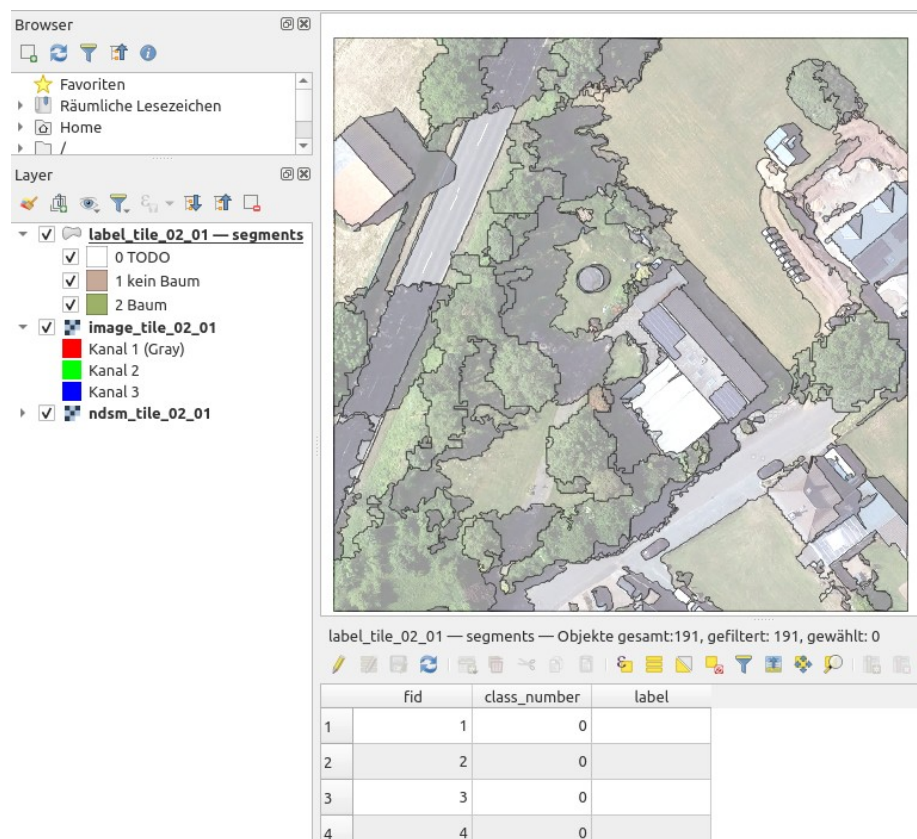 Browser
Favoriten
Räumliche Lesezeichen
Home
/
Layer
label_tile_02_01 — segments
0 TODO
1 kein Baum
2 Baum
image_tile_02_01
Kanal 1 (Gray)
Kanal 2
Kanal 3
ndsm_tile_02_01
label_tile_02_01 — segments — Objekte gesamt:191, gefiltert: 191, gewählt: 0
fid class_number label
1 1 0
2 2 0
3 3 0
4 4 0